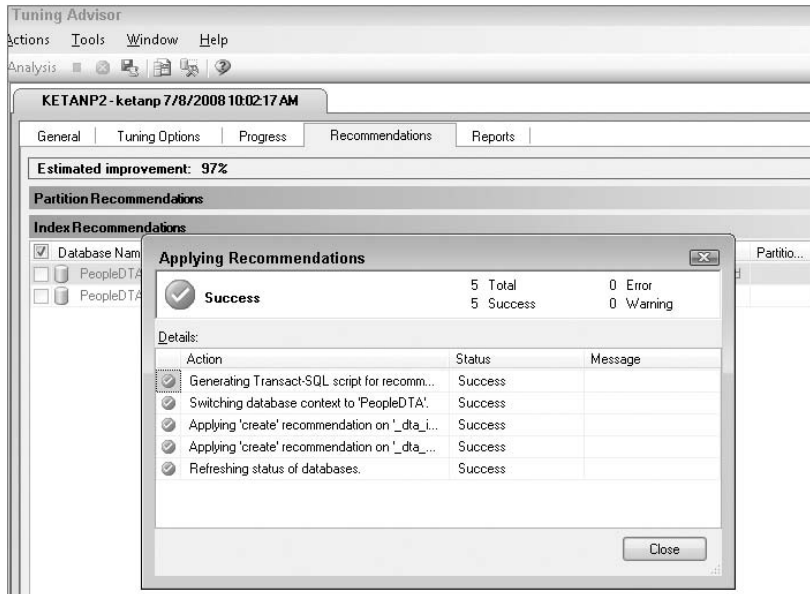 Tuning Advisor
Actions Tools Window Help
Analysis
KETANP2 - ketanp 7/8/2008 10:02:17 AM
General Tuning Options Progress Recommendations Reports
Estimated improvement: 97%
Partition Recommendations
Index Recommendations
Database Nam Partitio...
PeopleDTA
PeopleDTA
Applying Recommendations
Success
5 Total 0 Error
5 Success 0 Warning
Details:
Action Status Message
Generating Transact-SQL script for recomm... Success
Switching database context to 'PeopleDTA'. Success
Applying 'create' recommendation on '_dta_i... Success
Applying 'create' recommendation on '_dta_... Success
Refreshing status of databases. Success
Close